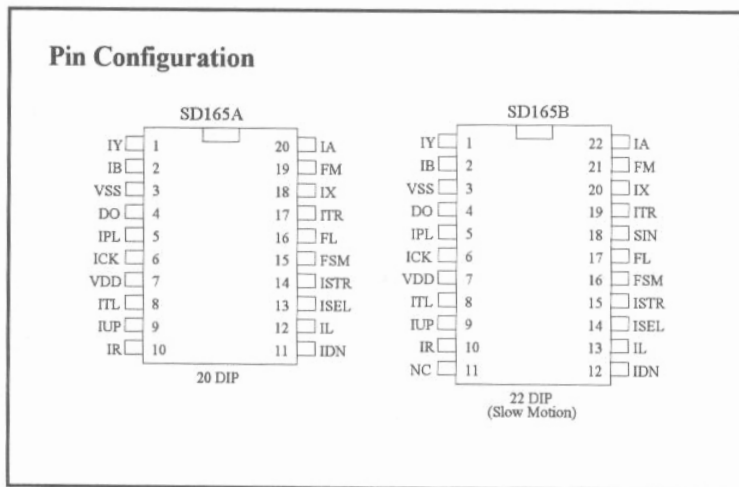 Pin Configuration
SD165A
IY 1 20 IA
IB 2 19 FM
VSS 3 18 IX
DO 4 17 ITR
IPL 5 16 FL
ICK 6 15 FSM
VDD 7 14 ISTR
ITL 8 13 ISEL
IUP 9 12 IL
IR 10 11 IDN
20 DIP
SD165B
IY 1 22 IA
IB 2 21 FM
VSS 3 20 IX
DO 4 19 ITR
IPL 5 18 SIN
ICK 6 17 FL
VDD 7 16 FSM
ITL 8 15 ISTR
IUP 9 14 ISEL
IR 10 13 IL
NC 11 12 IDN
22 DIP
(Slow Motion)